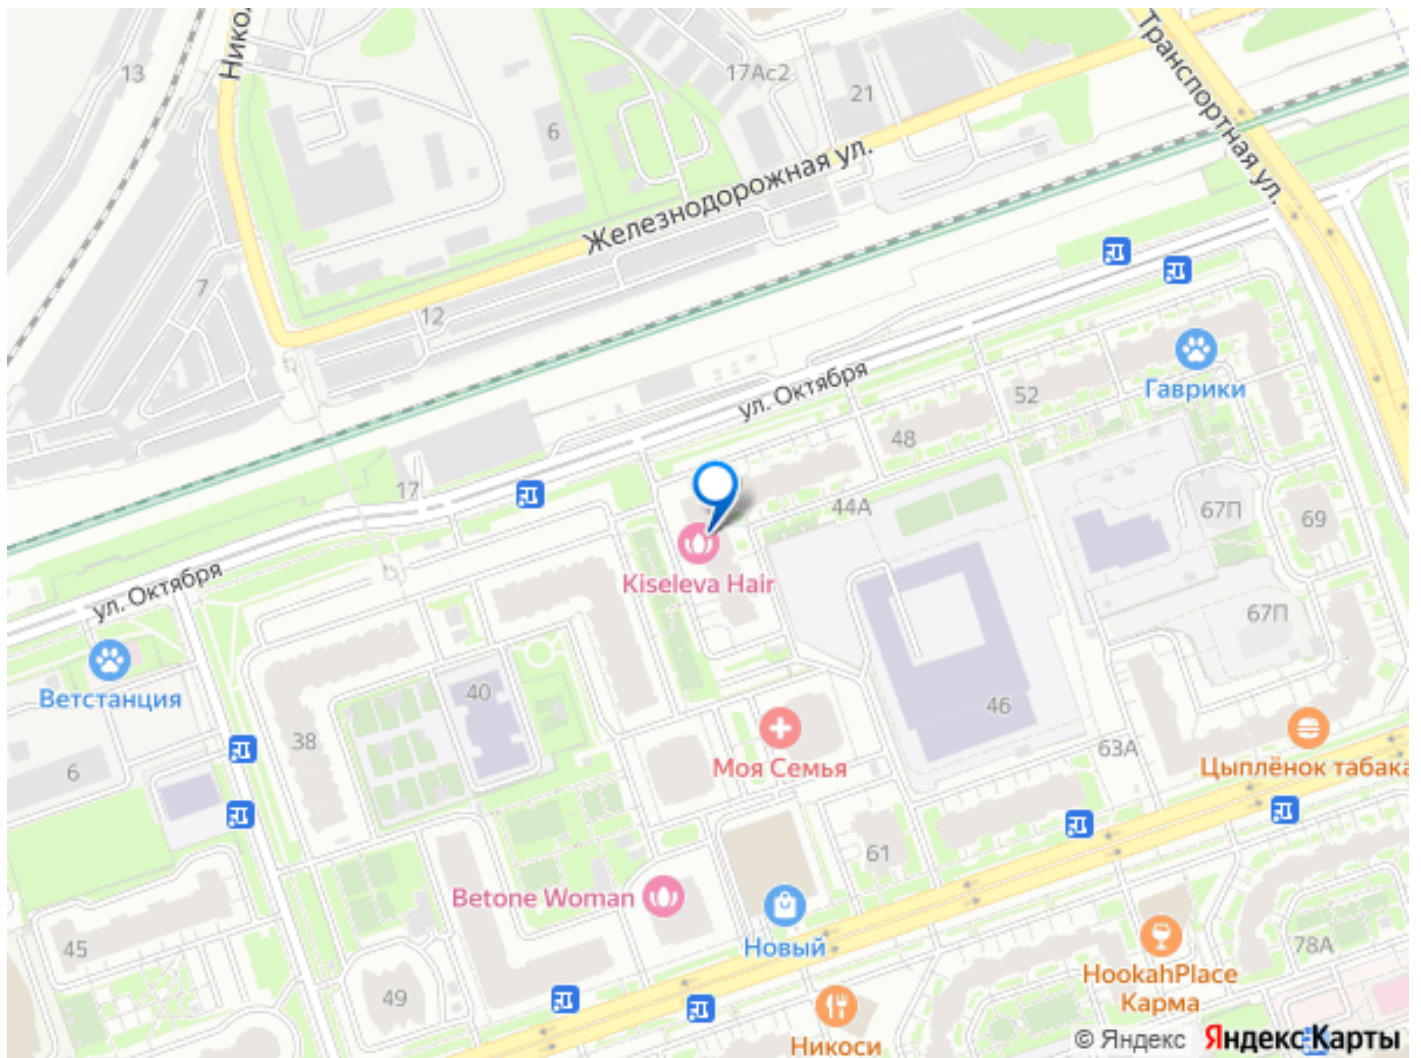 Нико
13
17Ас2
21
6
Транспортная ул.
Железнодорожная ул.
7
12
Гаврики
ул. Октября
52
48
17
44А
67П
69
Kiseleva Hair
ул. Октября
67П
Ветстанция
40
46
38
63А
6
Моя Семья
Цыплёнок табака
61
Betone Woman
45
Новый
78А
49
HookahPlace
Карма
Никоси
© Яндекс Яндекс Карты